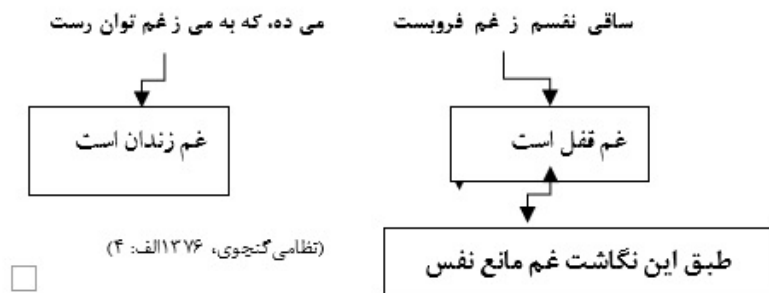 ساقی نفسم ز غم فروبست می ده، که به می ز غم توان رست
غم قفل است
غم زندان است
طبق این نگاشت غم مانع نفس
(نظامی‌گنجوی، ۱۳۷۶الف: ۴)